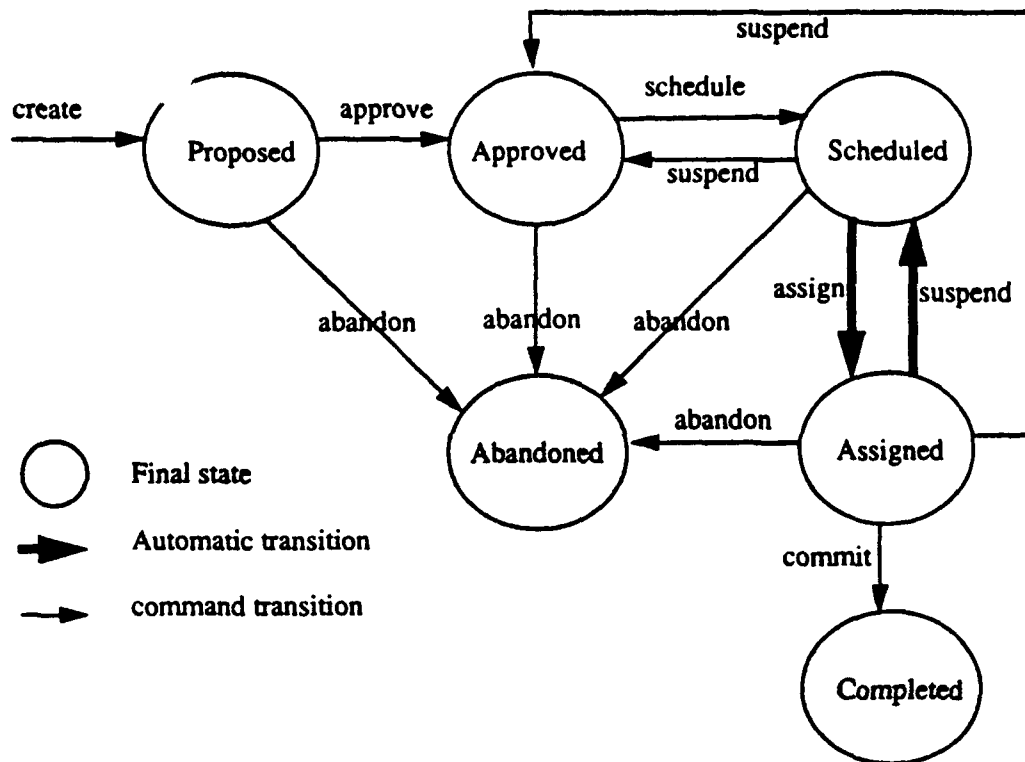 suspend
create
approve
schedule
Proposed
Approved
Scheduled
suspend
assign
suspend
abandon
abandon
abandon
abandon
Abandoned
Assigned
Final state
Automatic transition
commit
command transition
Completed